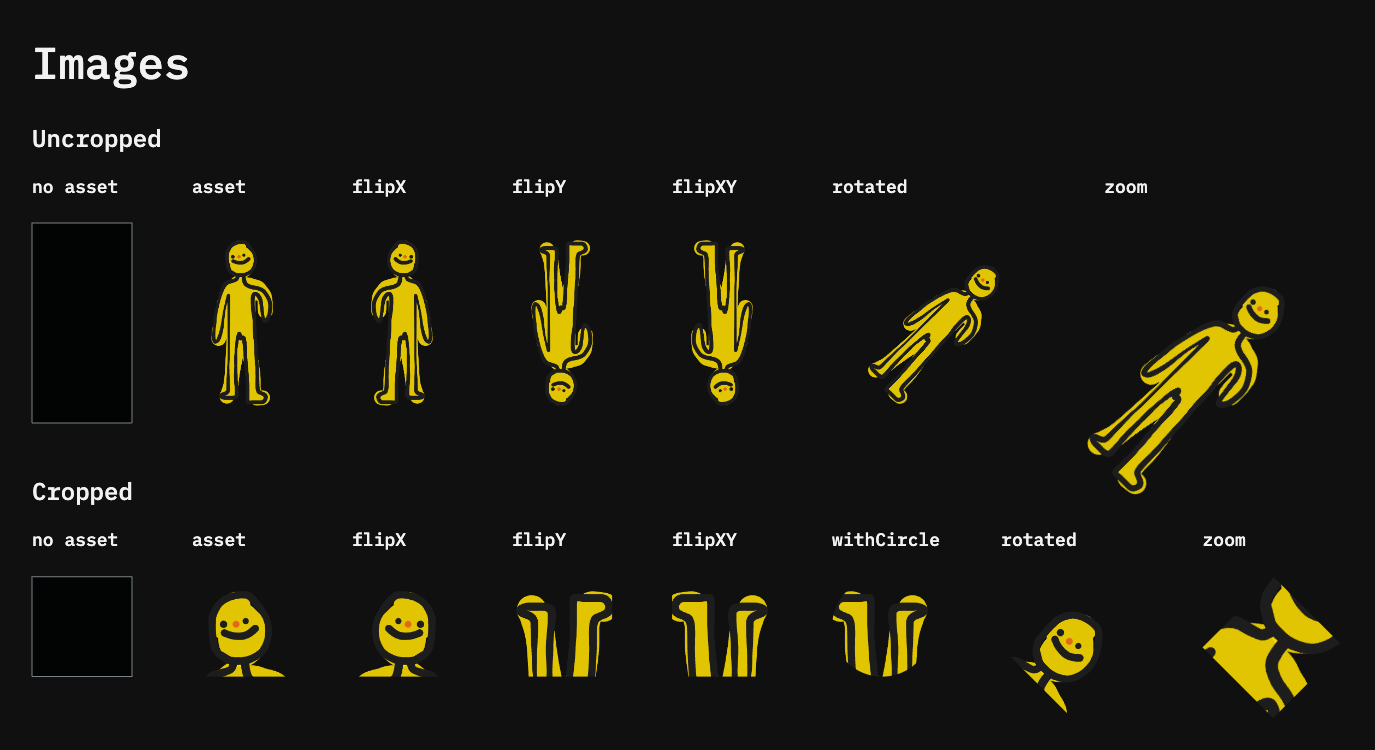 Images
Uncropped
no asset asset flipX flipY flipXY rotated zoom
Cropped
no asset asset flipX flipY flipXY withCircle rotated zoom